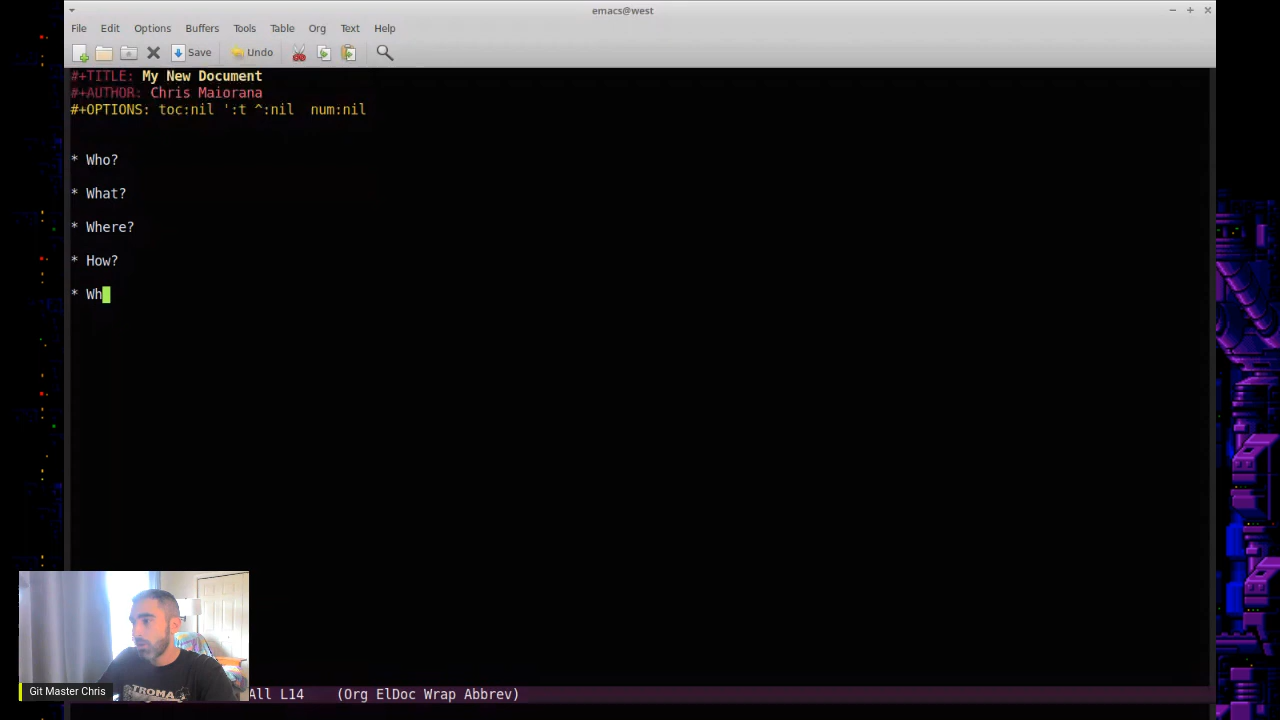 emacs@west
File Edit Options Buffers Tools Table Org Text Help
Save Undo
#+TITLE: My New Document
#+AUTHOR: Chris Maiorana
#+OPTIONS: toc:nil ':t ^:nil  num:nil
* Who?
* What?
* Where?
* How?
* Wh
TROMA
Git Master Chris
All L14    (Org ElDoc Wrap Abbrev)